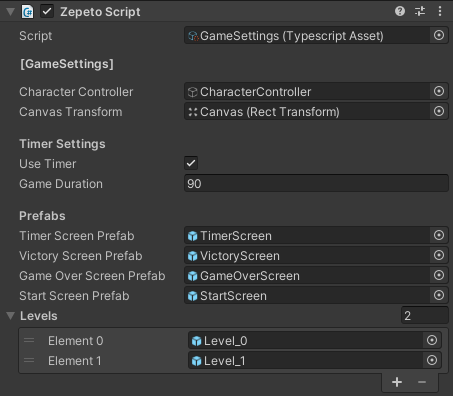 Zepeto Script
Script GameSettings (Typescript Asset)
[GameSettings]
Character Controller CharacterController
Canvas Transform Canvas (Rect Transform)
Timer Settings
Use Timer
Game Duration 90
Prefabs
Timer Screen Prefab TimerScreen
Victory Screen Prefab VictoryScreen
Game Over Screen Prefab GameOverScreen
Start Screen Prefab StartScreen
Levels 2
Element 0 Level_0
Element 1 Level_1